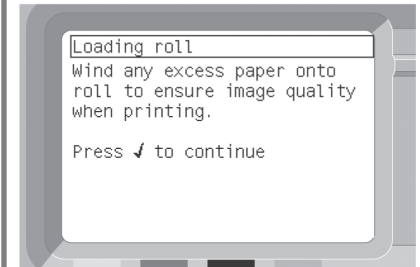 Loading roll
Wind any excess paper onto
roll to ensure image quality
when printing.
Press ✓ to continue